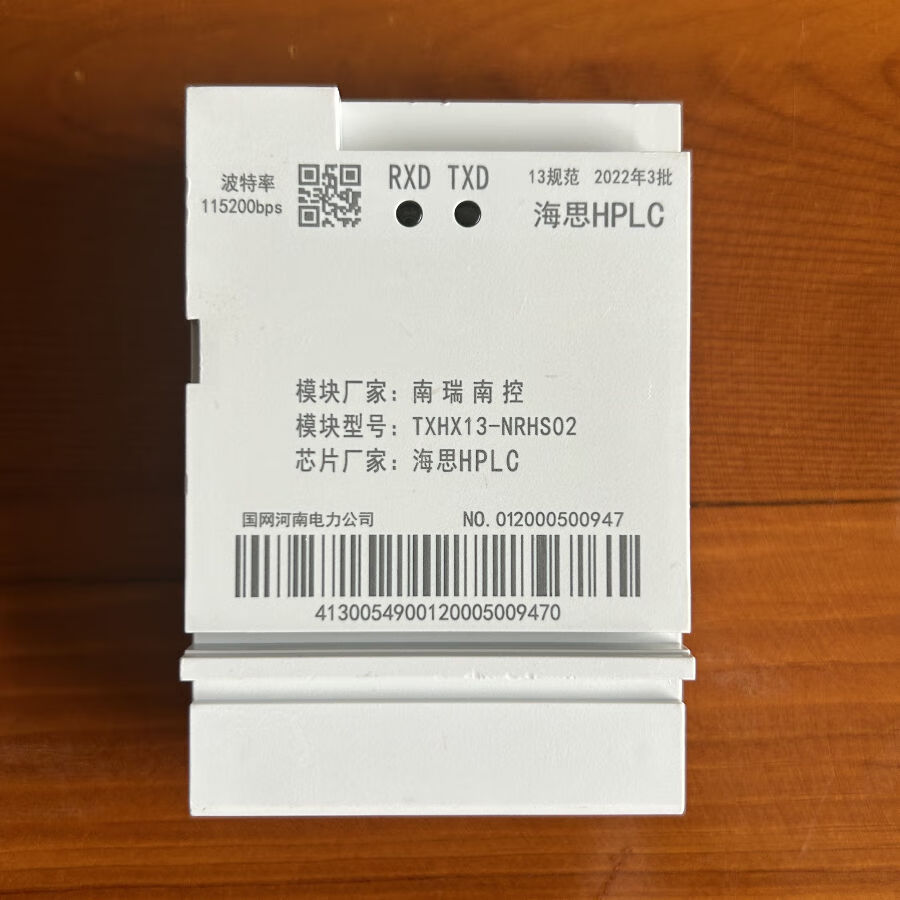 波特率
115200bps
RXD TXD
13规范 2022年3批
海思HPLC
模块厂家：南瑞南控
模块型号：TXHX13-NRHS02
芯片厂家：海思HPLC
国网河南电力公司 NO.012000500947
4130054900120005009470